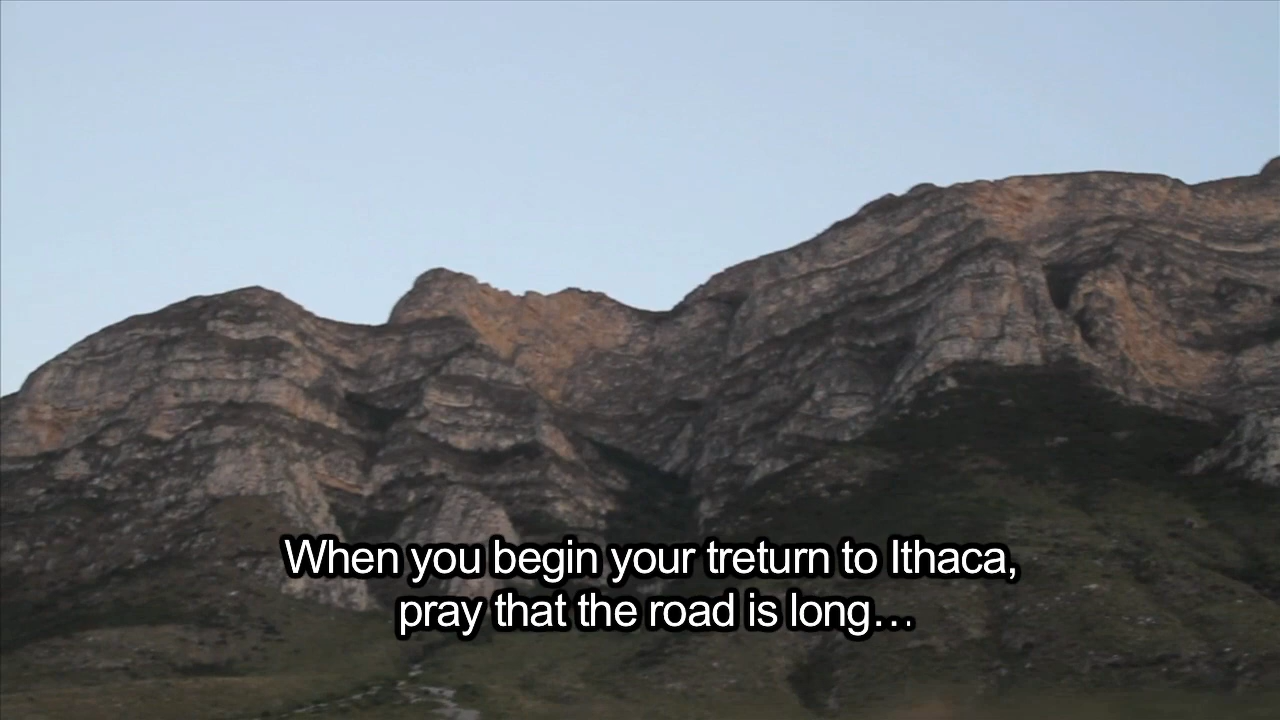 When you begin your treturn to Ithaca,
pray that the road is long…